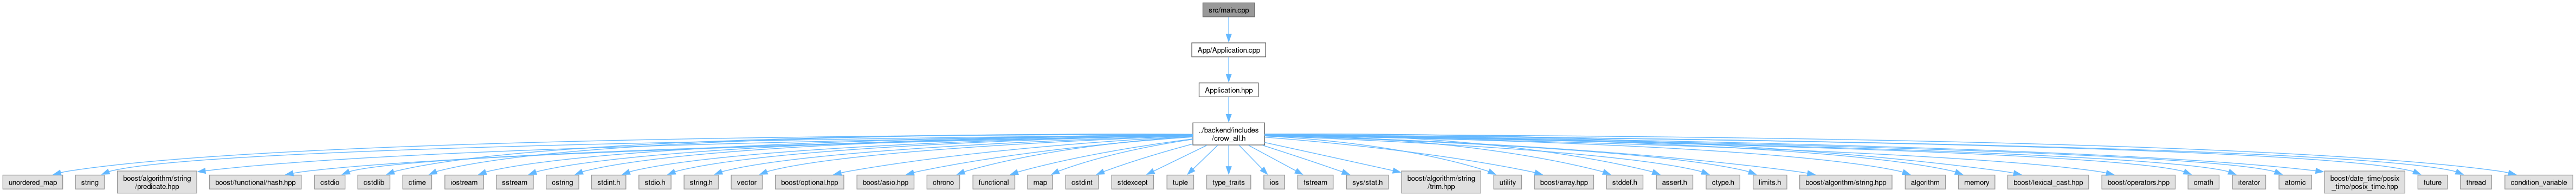 src/main.cpp
App/Application.cpp
Application.hpp
../backend/includes
/crow_all.h
unordered_map
string
boost/algorithm/string
/predicate.hpp
boost/functional/hash.hpp
cstdio
cstdlib
ctime
iostream
sstream
cstring
stdint.h
stdio.h
string.h
vector
boost/optional.hpp
boost/asio.hpp
chrono
functional
map
cstdint
stdexcept
tuple
type_traits
ios
fstream
sys/stat.h
boost/algorithm/string
/trim.hpp
utility
boost/array.hpp
stddef.h
assert.h
ctype.h
limits.h
boost/algorithm/string.hpp
algorithm
memory
boost/lexical_cast.hpp
boost/operators.hpp
cmath
iterator
atomic
boost/date_time/posix
_time/posix_time.hpp
future
thread
condition_variable